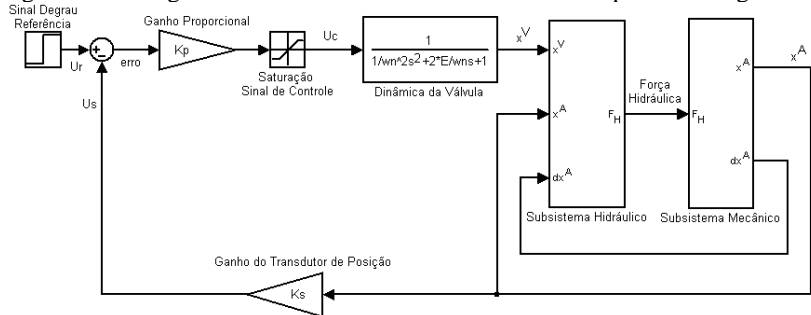 Sinal Degrau
Referência
Ganho Proporcional
Kp
Ur
erro
Uc
Us
Saturação
Sinal de Controle
1
1/wn^2s²+2*E/wns+1
Dinâmica da Válvula
x^V
x^V
x^A
dx^A
F_H
Subsistema Hidráulico
Força
Hidráulica
F_H
x^A
dx^A
Subsistema Mecânico
x^A
Ganho do Transdutor de Posição
Ks